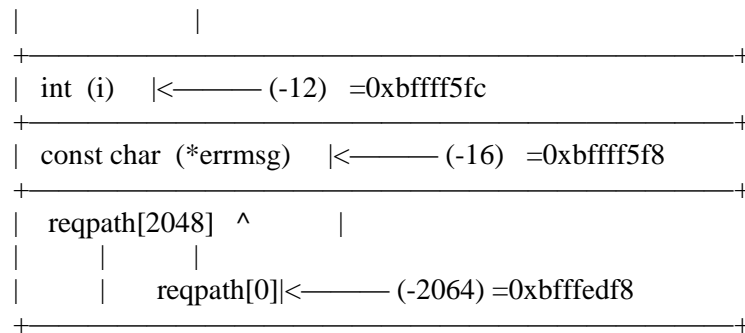 |                         |
+————————————————————————+
|  int  (i)     |<——— (-12)   =0xbffff5fc
+————————————————————————+
|  const char  (*errmsg)     |<——— (-16)   =0xbffff5f8
+————————————————————————+
|   reqpath[2048]   ^            |
|          |            |
|          |       reqpath[0]|<——— (-2064) =0xbfffedf8
+————————————————————————+